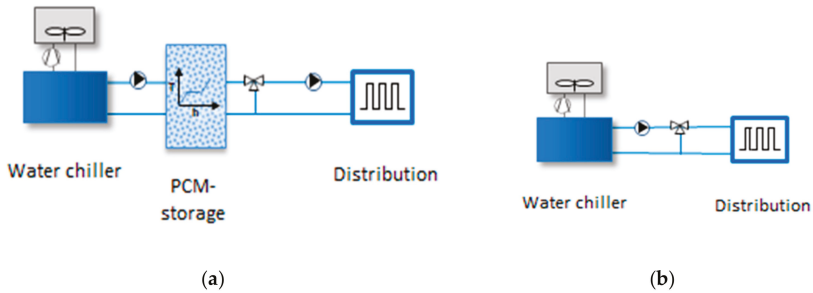 T
h
Water chiller
PCM-
storage
Distribution
Water chiller
Distribution
(a)
(b)